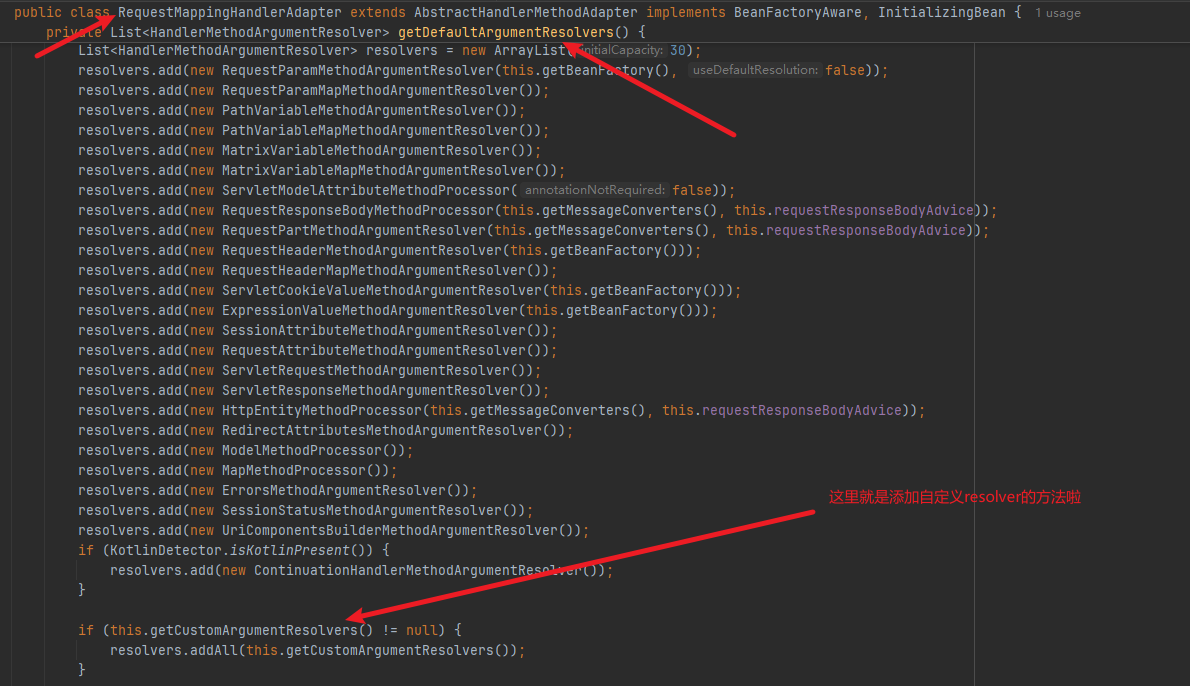 public class RequestMappingHandlerAdapter extends AbstractHandlerMethodAdapter implements BeanFactoryAware, InitializingBean { 1 usage
private List<HandlerMethodArgumentResolver> getDefaultArgumentResolvers() {
List<HandlerMethodArgumentResolver> resolvers = new ArrayList( initialCapacity: 30);
resolvers.add(new RequestParamMethodArgumentResolver(this.getBeanFactory(), useDefaultResolution: false));
resolvers.add(new RequestParamMapMethodArgumentResolver());
resolvers.add(new PathVariableMethodArgumentResolver());
resolvers.add(new PathVariableMapMethodArgumentResolver());
resolvers.add(new MatrixVariableMethodArgumentResolver());
resolvers.add(new MatrixVariableMapMethodArgumentResolver());
resolvers.add(new ServletModelAttributeMethodProcessor( annotationNotRequired: false));
resolvers.add(new RequestResponseBodyMethodProcessor(this.getMessageConverters(), this.requestResponseBodyAdvice));
resolvers.add(new RequestPartMethodArgumentResolver(this.getMessageConverters(), this.requestResponseBodyAdvice));
resolvers.add(new RequestHeaderMethodArgumentResolver(this.getBeanFactory()));
resolvers.add(new RequestHeaderMapMethodArgumentResolver());
resolvers.add(new ServletCookieValueMethodArgumentResolver(this.getBeanFactory()));
resolvers.add(new ExpressionValueMethodArgumentResolver(this.getBeanFactory()));
resolvers.add(new SessionAttributeMethodArgumentResolver());
resolvers.add(new RequestAttributeMethodArgumentResolver());
resolvers.add(new ServletRequestMethodArgumentResolver());
resolvers.add(new ServletResponseMethodArgumentResolver());
resolvers.add(new HttpEntityMethodProcessor(this.getMessageConverters(), this.requestResponseBodyAdvice));
resolvers.add(new RedirectAttributesMethodArgumentResolver());
resolvers.add(new ModelMethodProcessor());
resolvers.add(new MapMethodProcessor());
resolvers.add(new ErrorsMethodArgumentResolver());
这里就是添加自定义resolver的方法啦
resolvers.add(new SessionStatusMethodArgumentResolver());
resolvers.add(new UriComponentsBuilderMethodArgumentResolver());
if (KotlinDetector.isKotlinPresent()) {
resolvers.add(new ContinuationHandlerMethodArgumentResolver());
}
if (this.getCustomArgumentResolvers() != null) {
resolvers.addAll(this.getCustomArgumentResolvers());
}